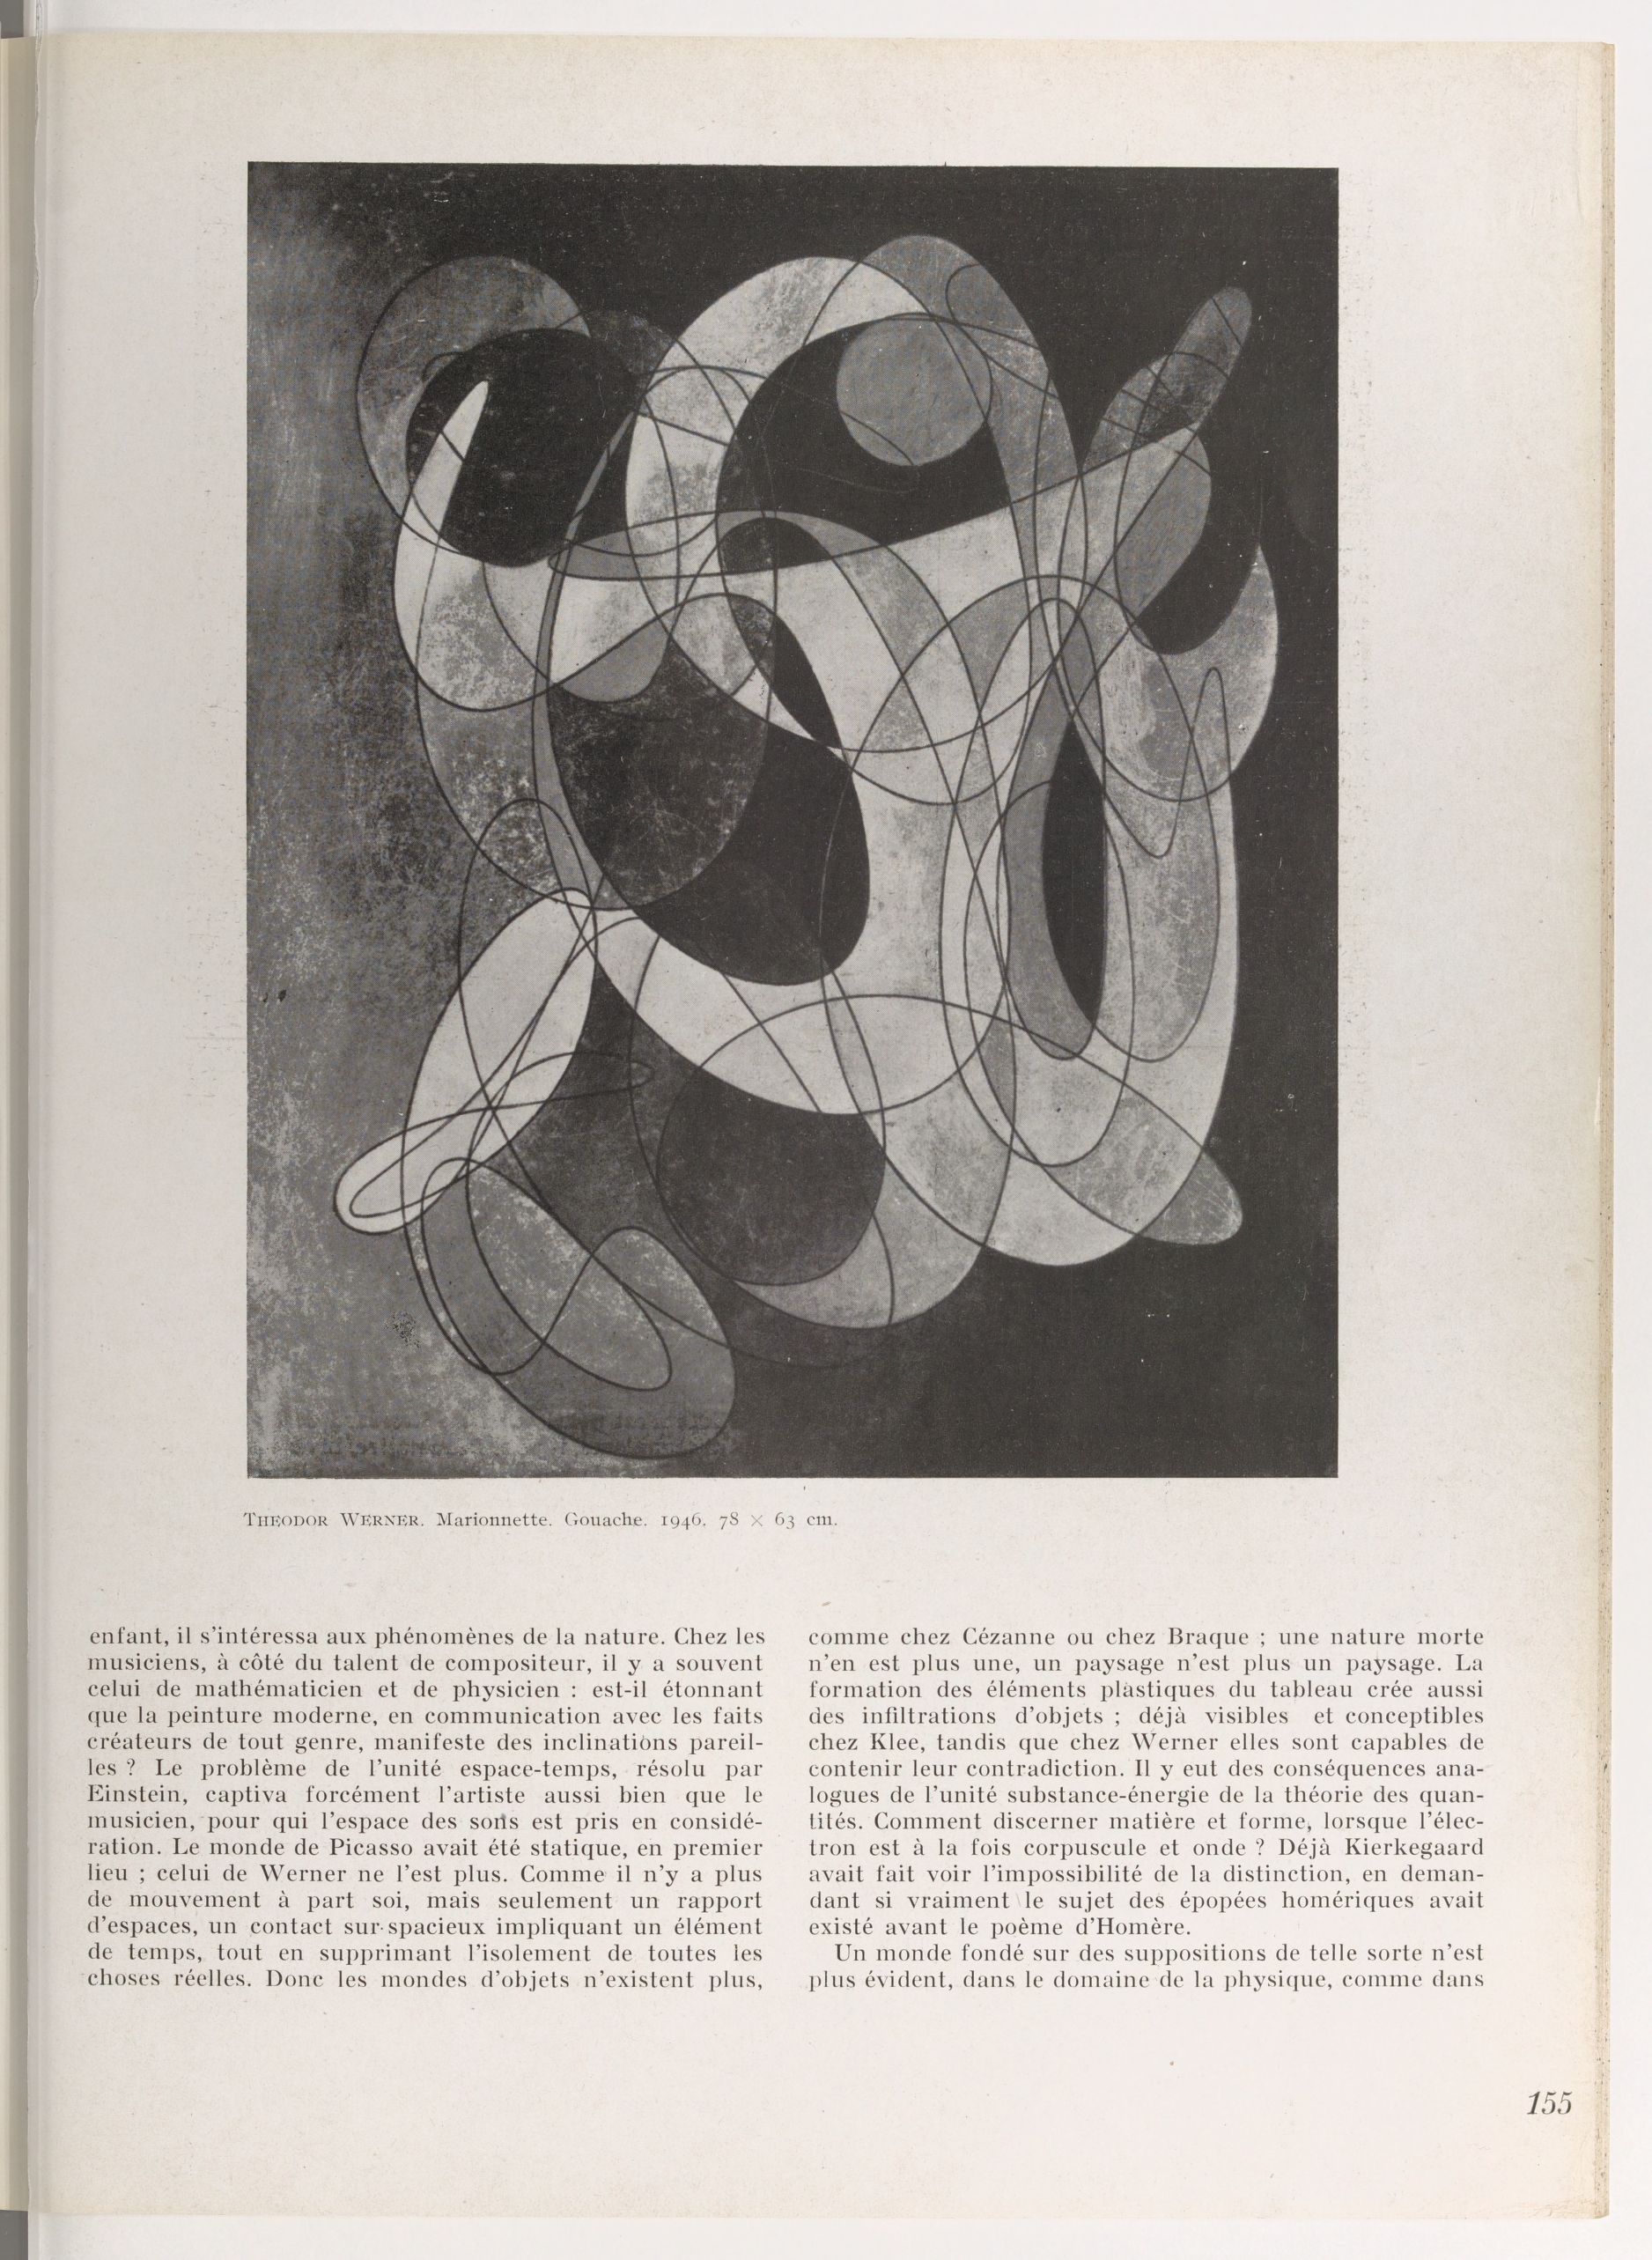 THEODOR WERNER. Marionnette. Gouache. 1946. 78 × 63 cm.
enfant, il s'intéressa aux phénomènes de la nature. Chez les
musiciens, à côté du talent de compositeur, il y a souvent
celui de mathématicien et de physicien : est-il étonnant
que la peinture moderne, en communication avec les faits
créateurs de tout genre, manifeste des inclinations pareil-
les ? Le problème de l'unité espace-temps, résolu par
Einstein, captiva forcément l'artiste aussi bien que le
musicien, pour qui l'espace des sons est pris en considé-
ration. Le monde de Picasso avait été statique, en premier
lieu ; celui de Werner ne l'est plus. Comme il n'y a plus
de mouvement à part soi, mais seulement un rapport
d'espaces, un contact sur-spacieux impliquant un élément
de temps, tout en supprimant l'isolement de toutes les
choses réelles. Donc les mondes d'objets n'existent plus,
comme chez Cézanne ou chez Braque ; une nature morte
n'en est plus une, un paysage n'est plus un paysage. La
formation des éléments plastiques du tableau crée aussi
des infiltrations d'objets ; déjà visibles et conceptibles
chez Klee, tandis que chez Werner elles sont capables de
contenir leur contradiction. Il y eut des conséquences ana-
logues de l'unité substance-énergie de la théorie des quan-
tités. Comment discerner matière et forme, lorsque l'élec-
tron est à la fois corpuscule et onde ? Déjà Kierkegaard
avait fait voir l'impossibilité de la distinction, en deman-
dant si vraiment le sujet des épopées homériques avait
existé avant le poème d'Homère.
Un monde fondé sur des suppositions de telle sorte n'est
plus évident, dans le domaine de la physique, comme dans
155